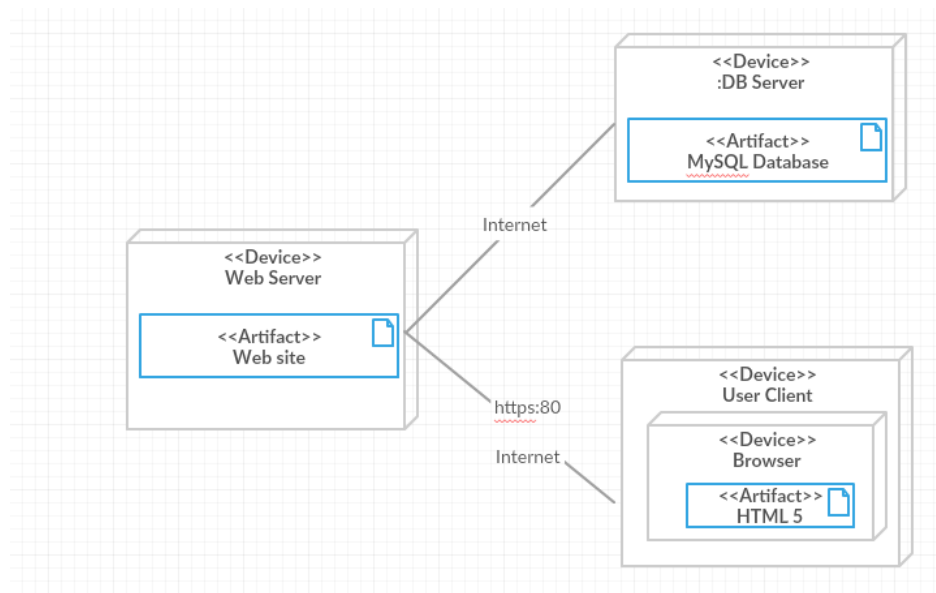 <<Device>>
:DB Server
<<Artifact>>
MySQL Database
Internet
<<Device>>
Web Server
<<Artifact>>
Web site
https:80
Internet
<<Device>>
User Client
<<Device>>
Browser
<<Artifact>>
HTML 5